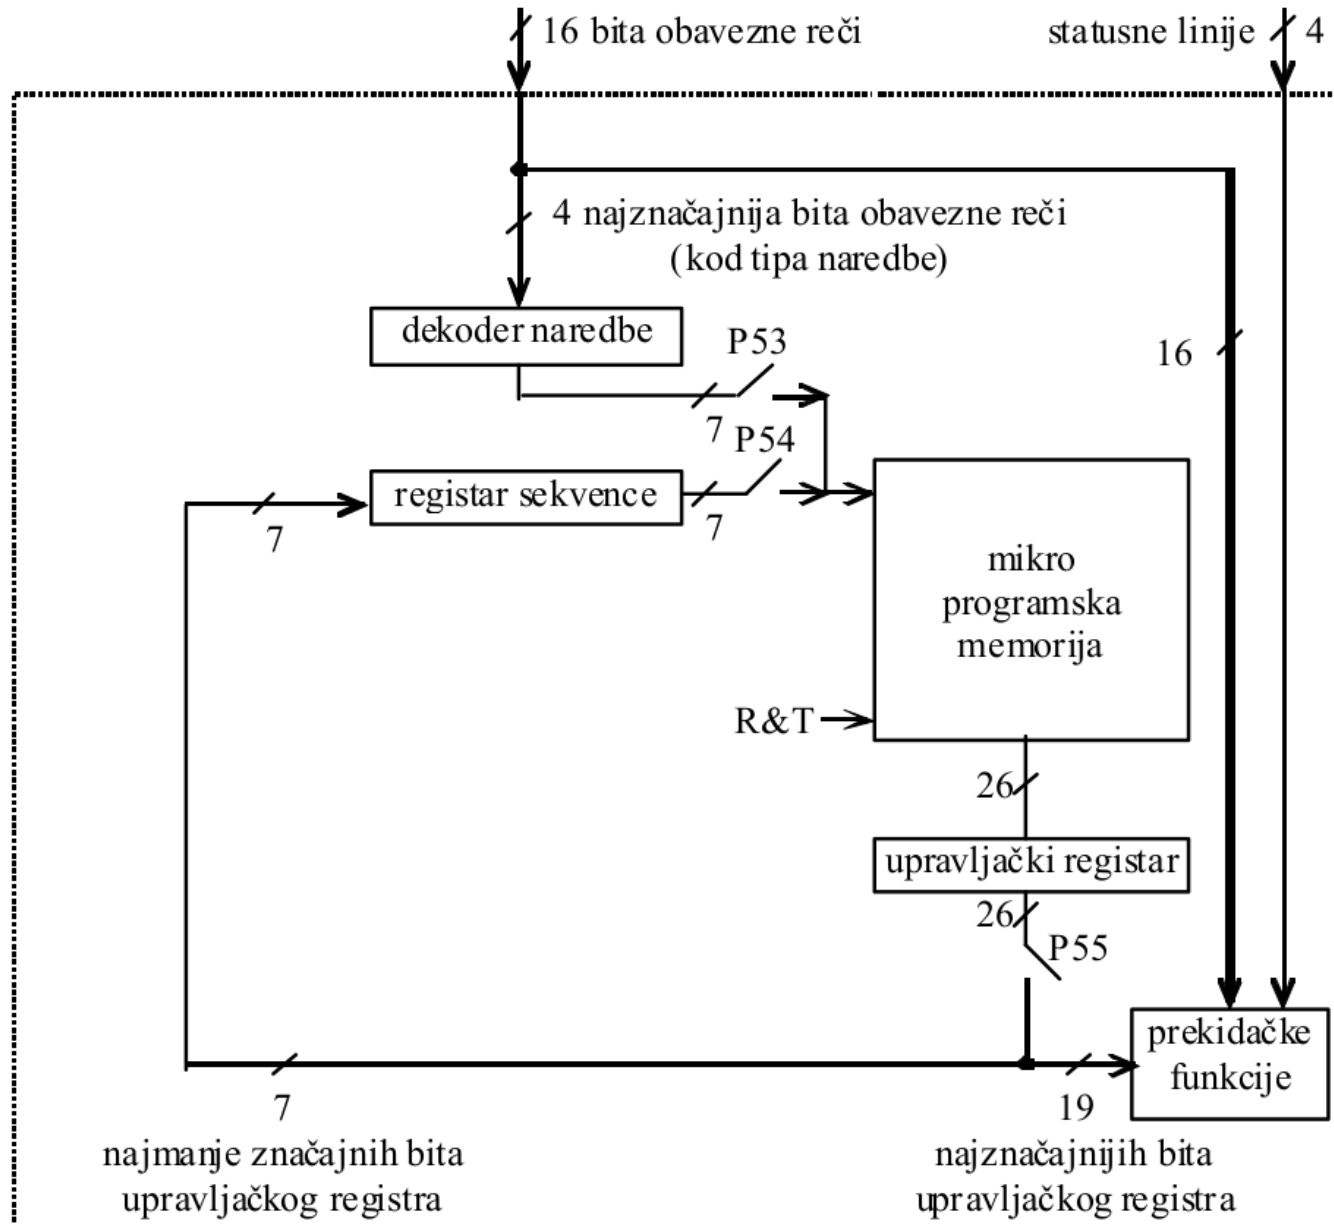 16 bita obavezne reči
statusne linije
4
4 najznačajnija bita obavezne reči
(kod tipa naredbe)
dekoder naredbe
P53
16
7
P54
registar sekvence
7
7
mikro
programska
memorija
R&T
26
upravljački registar
26
P55
prekidačke
funkcije
7
19
najmanje značajnih bita
upravljačkog registra
najznačajnijih bita
upravljačkog registra